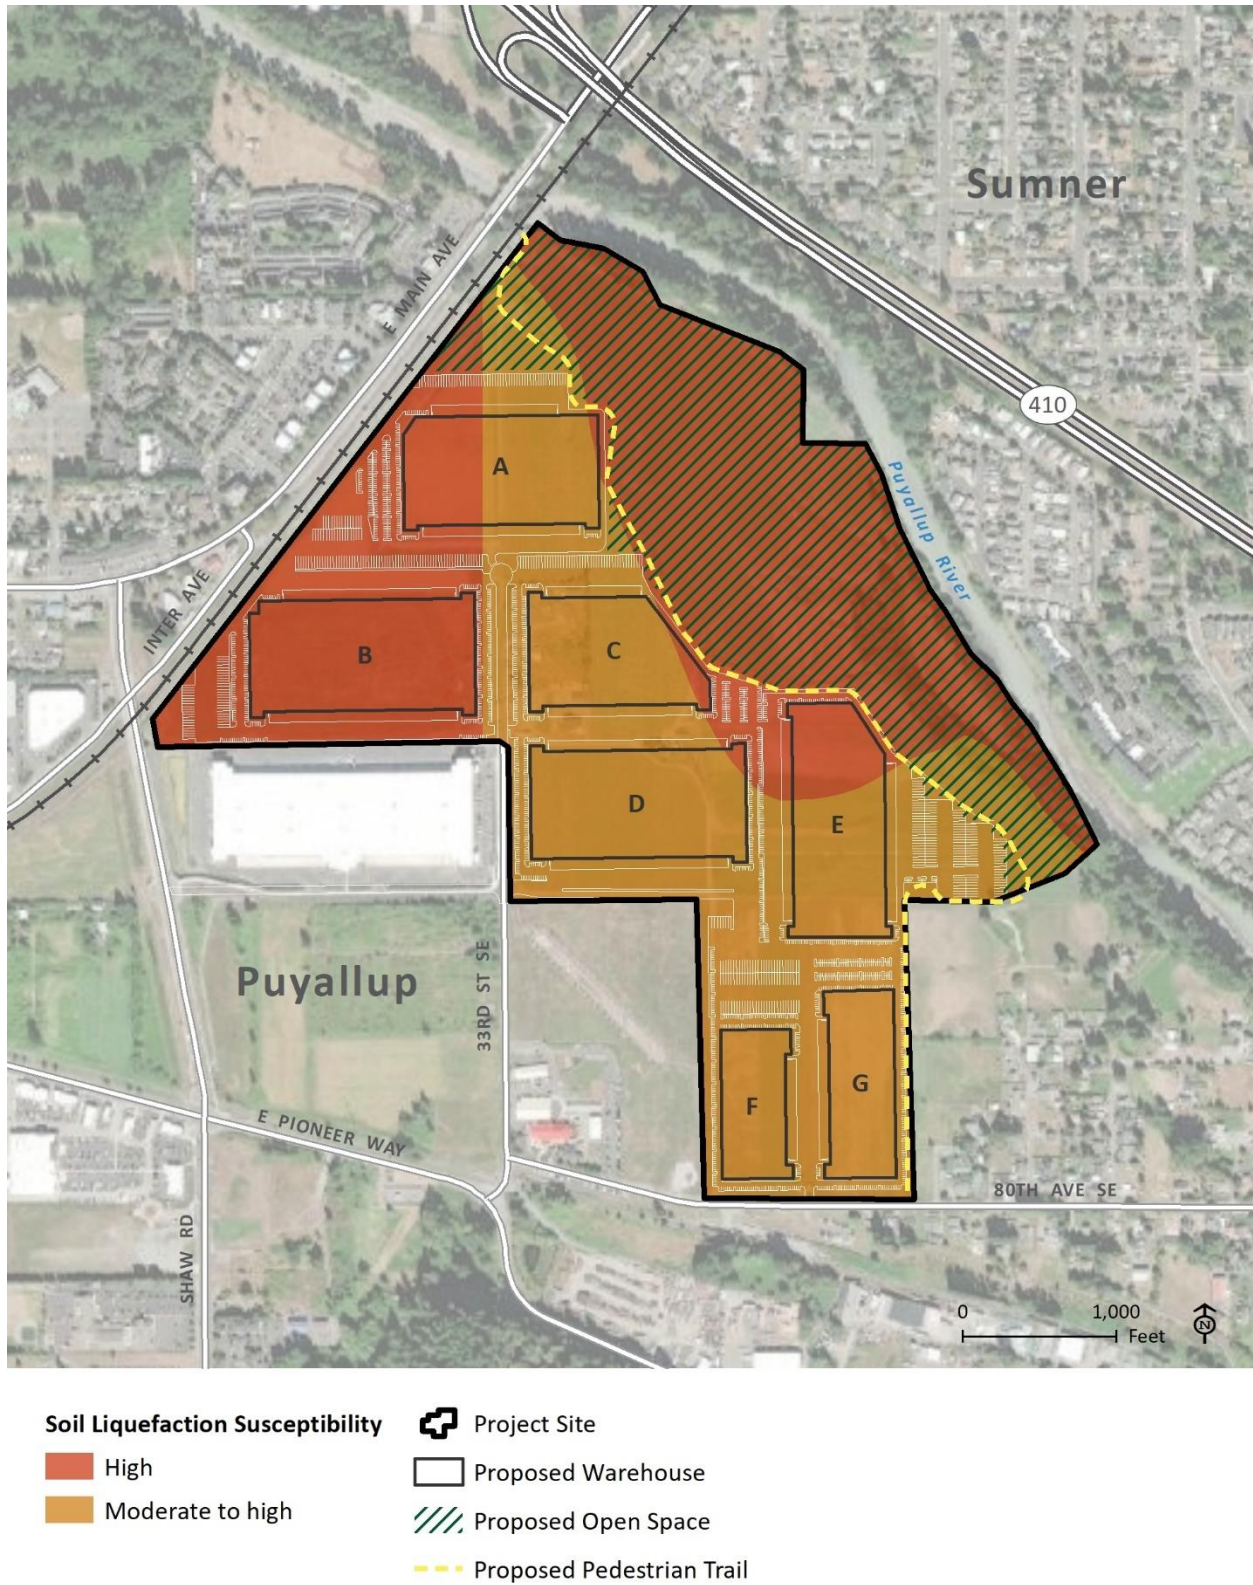 Sumner
E MAIN AVE
410
A
Puyallup River
INTER AVE
B
C
D
E
Puyallup
33RD ST SE
F
G
E PIONEER WAY
80TH AVE SE
SHAW RD
0 1,000
Feet
N
Soil Liquefaction Susceptibility
High
Moderate to high
Project Site
Proposed Warehouse
Proposed Open Space
Proposed Pedestrian Trail